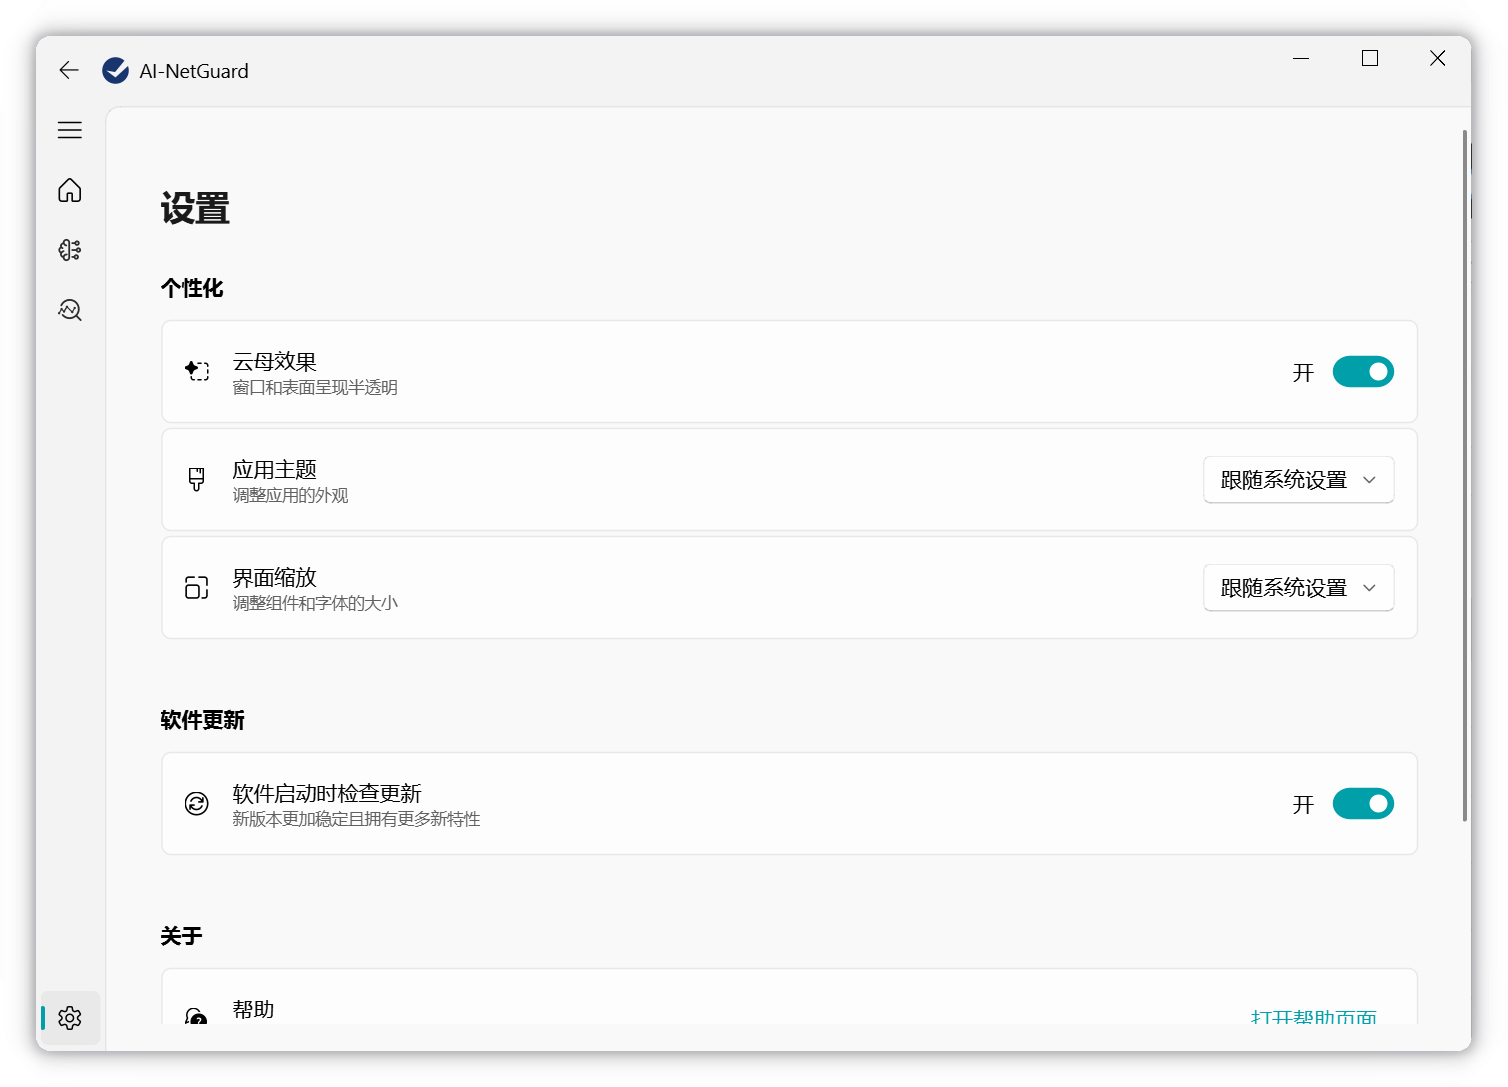 AI-NetGuard
设置
个性化
云母效果
窗口和表面呈现半透明
开
应用主题
调整应用的外观
跟随系统设置
界面缩放
调整组件和字体的大小
跟随系统设置
软件更新
软件启动时检查更新
新版本更加稳定且拥有更多新特性
开
关于
帮助
打开帮助页面